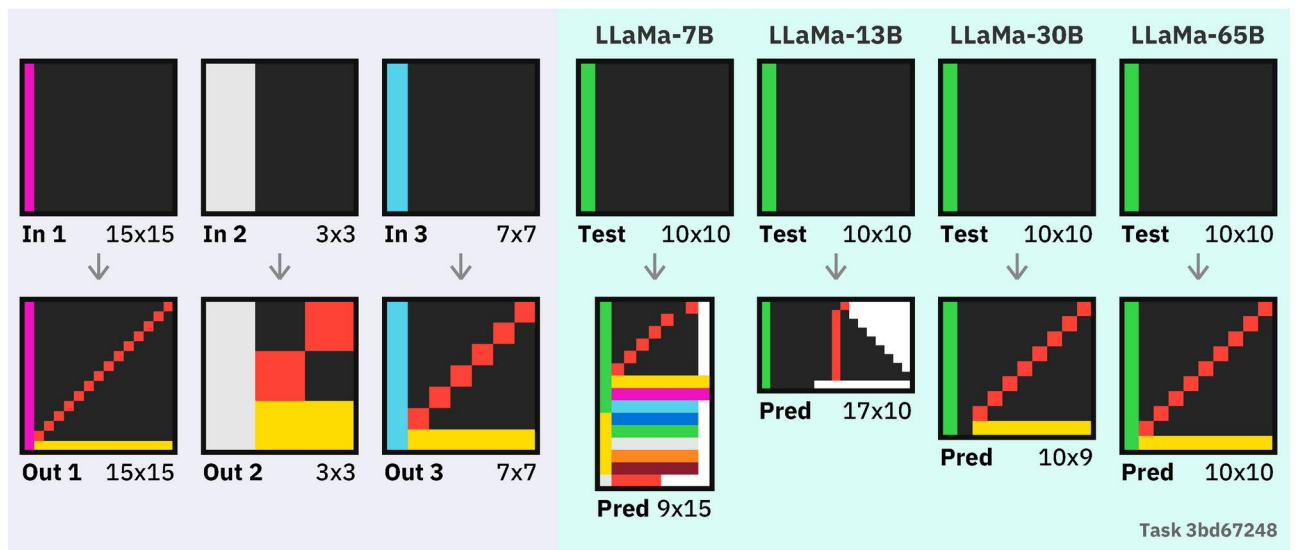 LLaMa-7B LLaMa-13B LLaMa-30B LLaMa-65B
In 1 15x15 In 2 3x3 In 3 7x7 Test 10x10 Test 10x10 Test 10x10 Test 10x10
Out 1 15x15 Out 2 3x3 Out 3 7x7 Pred 9x15 Pred 17x10 Pred 10x9 Pred 10x10
Task 3bd67248